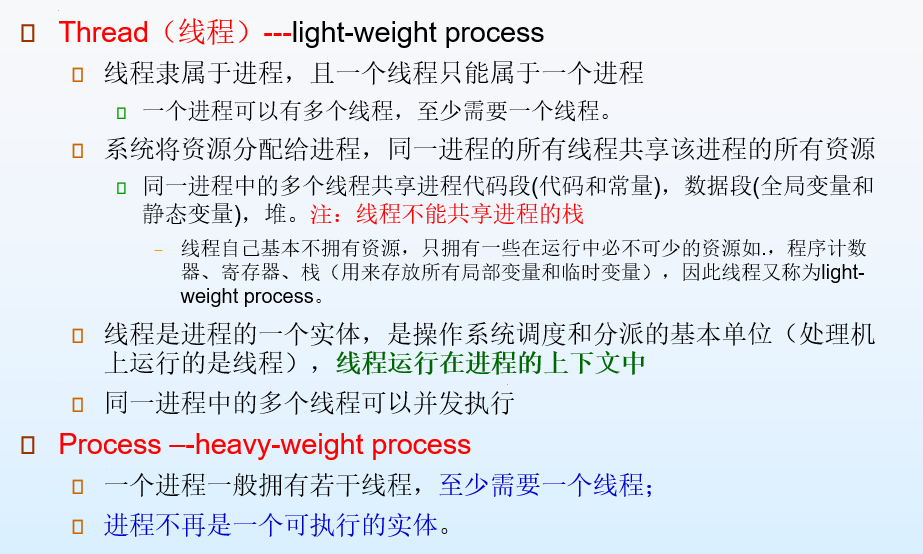 Thread（线程）---light-weight process
线程隶属于进程，且一个线程只能属于一个进程
一个进程可以有多个线程，至少需要一个线程。
系统将资源分配给进程，同一进程的所有线程共享该进程的所有资源
同一进程中的多个线程共享进程代码段(代码和常量)，数据段(全局变量和
静态变量)，堆。注：线程不能共享进程的栈
– 线程自己基本不拥有资源，只拥有一些在运行中必不可少的资源如.，程序计数
器、寄存器、栈（用来存放所有局部变量和临时变量），因此线程又称为light-
weight process。
线程是进程的一个实体，是操作系统调度和分派的基本单位（处理机
上运行的是线程），线程运行在进程的上下文中
同一进程中的多个线程可以并发执行
Process –-heavy-weight process
一个进程一般拥有若干线程，至少需要一个线程；
进程不再是一个可执行的实体。